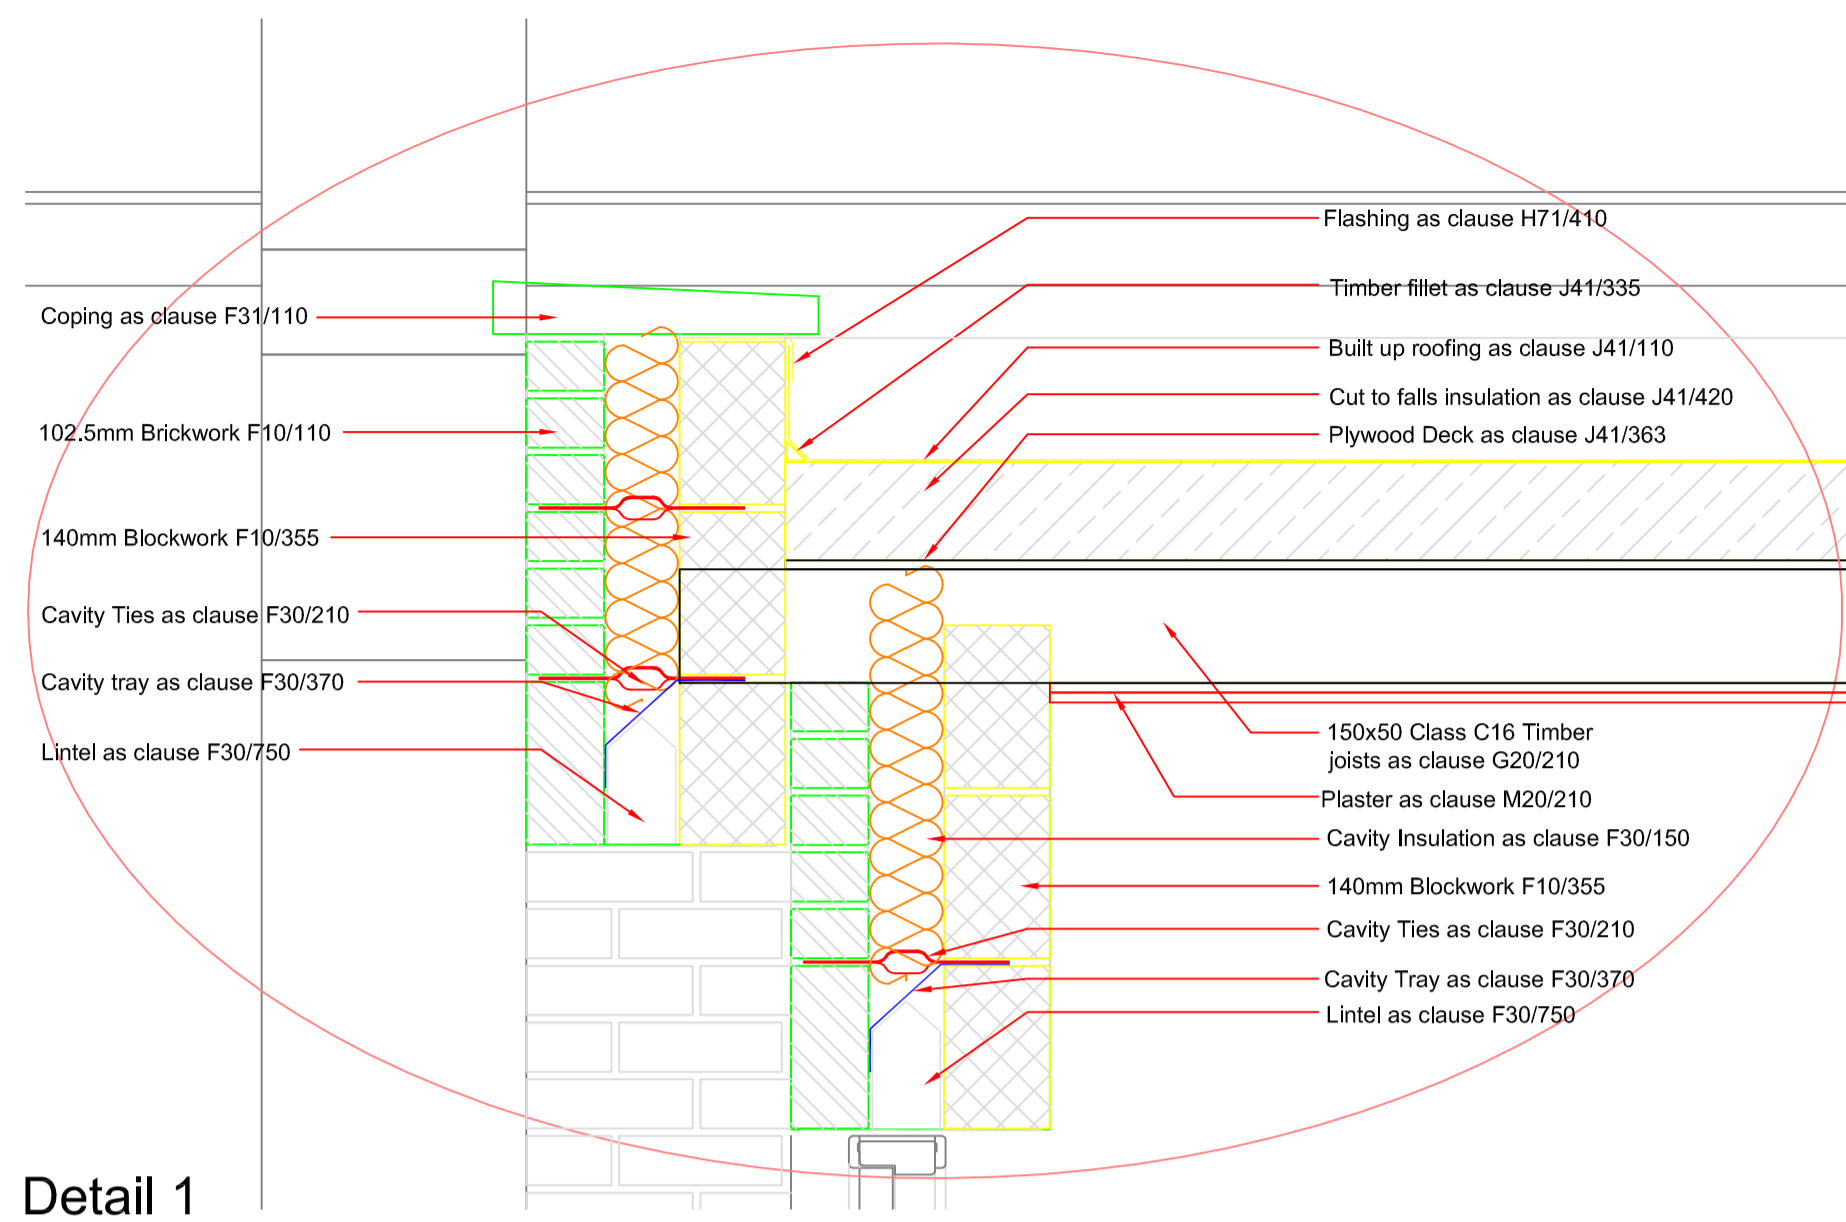 Flashing as clause H71/410
Timber fillet as clause J41/335
Coping as clause F31/110
Built up roofing as clause J41/110
Cut to falls insulation as clause J41/420
102.5mm Brickwork F10/110
Plywood Deck as clause J41/363
140mm Blockwork F10/355
Cavity Ties as clause F30/210
Cavity tray as clause F30/370
Lintel as clause F30/750
150x50 Class C16 Timber
joists as clause G20/210
Plaster as clause M20/210
Cavity Insulation as clause F30/150
140mm Blockwork F10/355
Cavity Ties as clause F30/210
Cavity Tray as clause F30/370
Lintel as clause F30/750
Detail 1